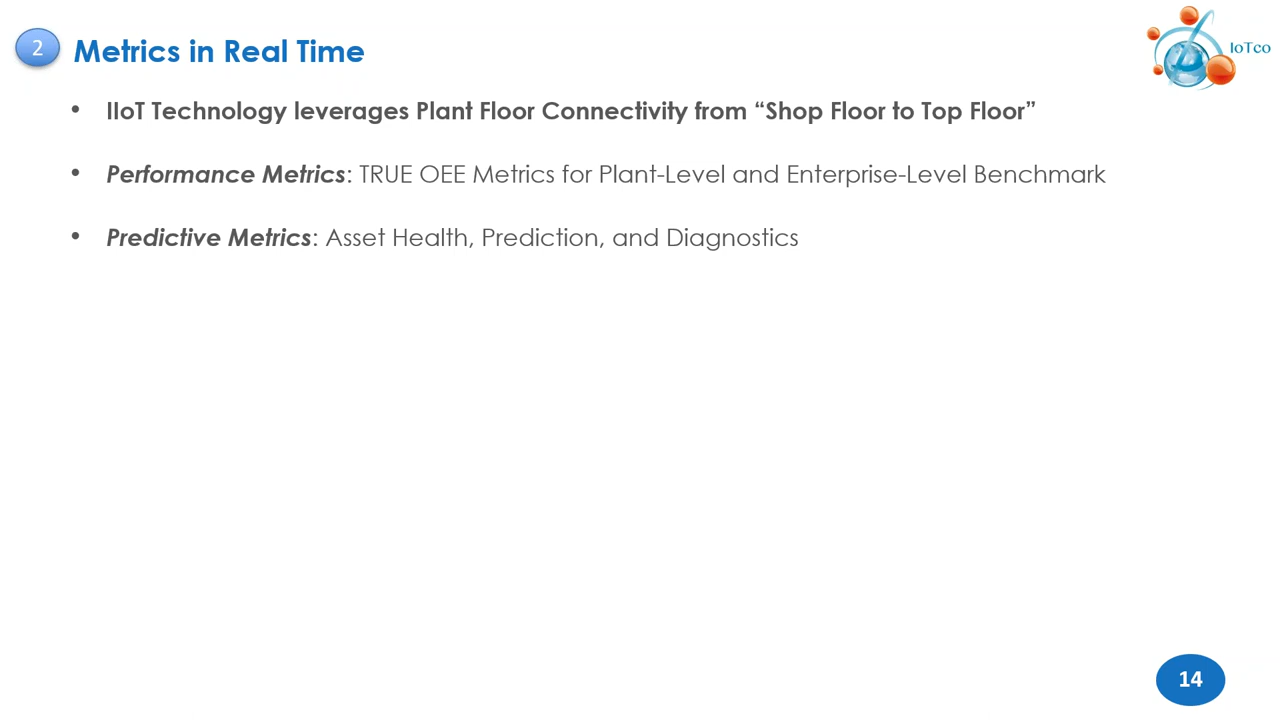 2
Metrics in Real Time
IoTco
• IIoT Technology leverages Plant Floor Connectivity from “Shop Floor to Top Floor”
• Performance Metrics: TRUE OEE Metrics for Plant-Level and Enterprise-Level Benchmark
• Predictive Metrics: Asset Health, Prediction, and Diagnostics
14